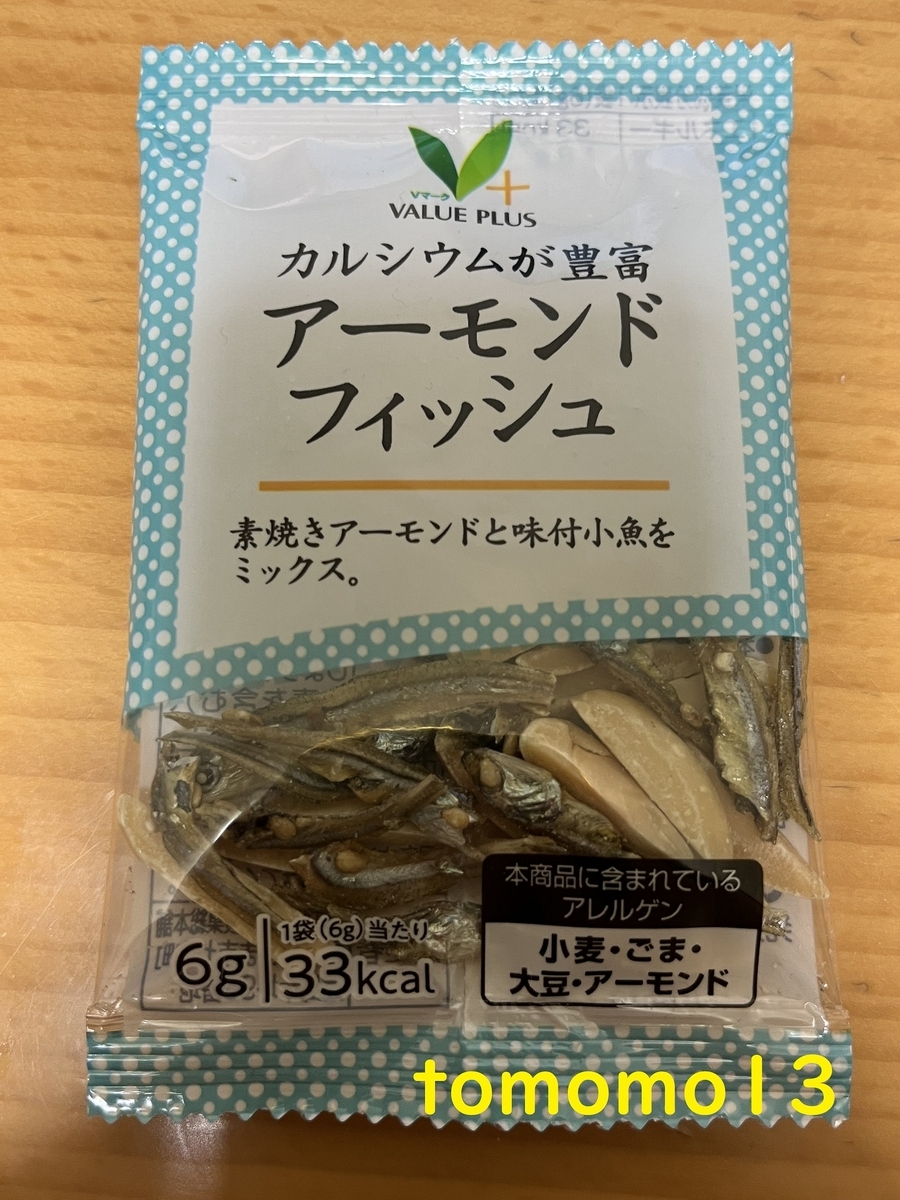 Vマーク
VALUE PLUS
カルシウムが豊富
アーモンド
フィッシュ
素焼きアーモンドと味付小魚を
ミックス。
本商品に含まれている
アレルゲン
小麦・ごま・
大豆・アーモンド
6g
1袋(6g)当たり
33kcal
tomomo13